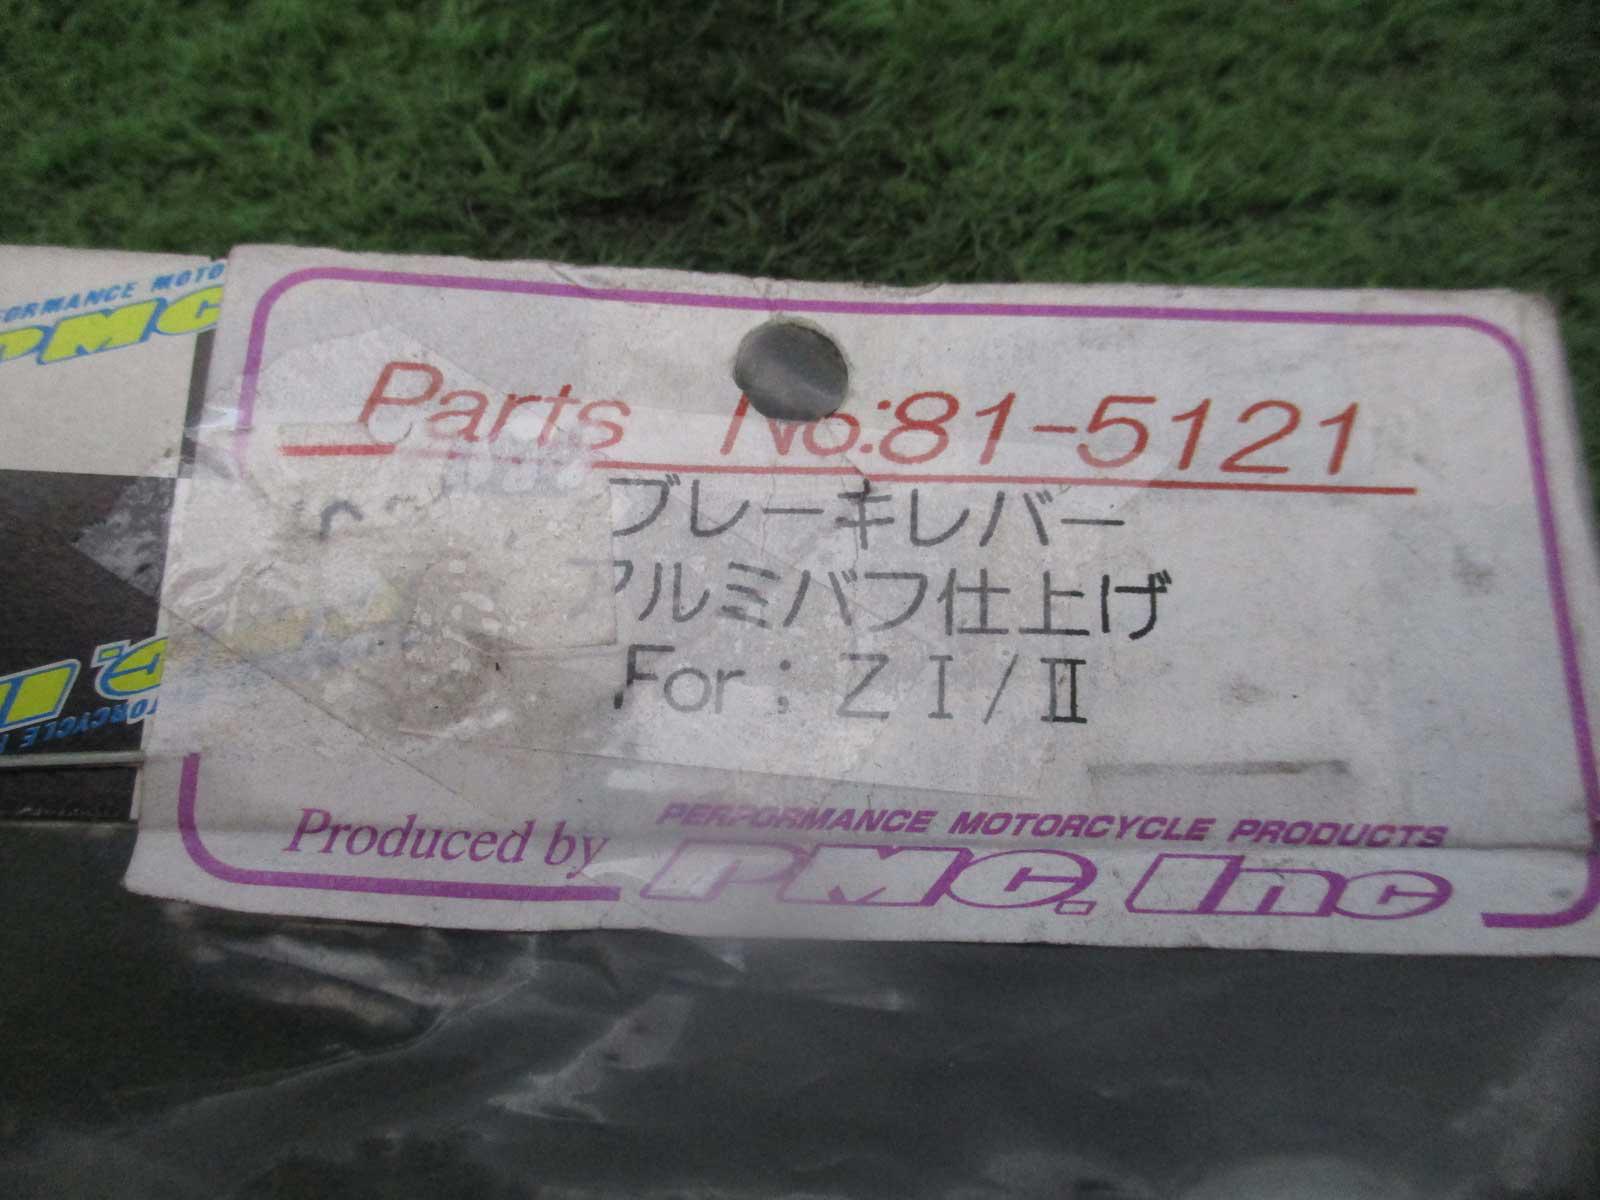 PERFORMANCE MOTO
PMC
Parts No:81-5121
ブレーキレバー
アルミバフ仕上げ
For ; Z I / II
Produced by
PERFORMANCE MOTORCYCLE PRODUCTS
PMC. Inc